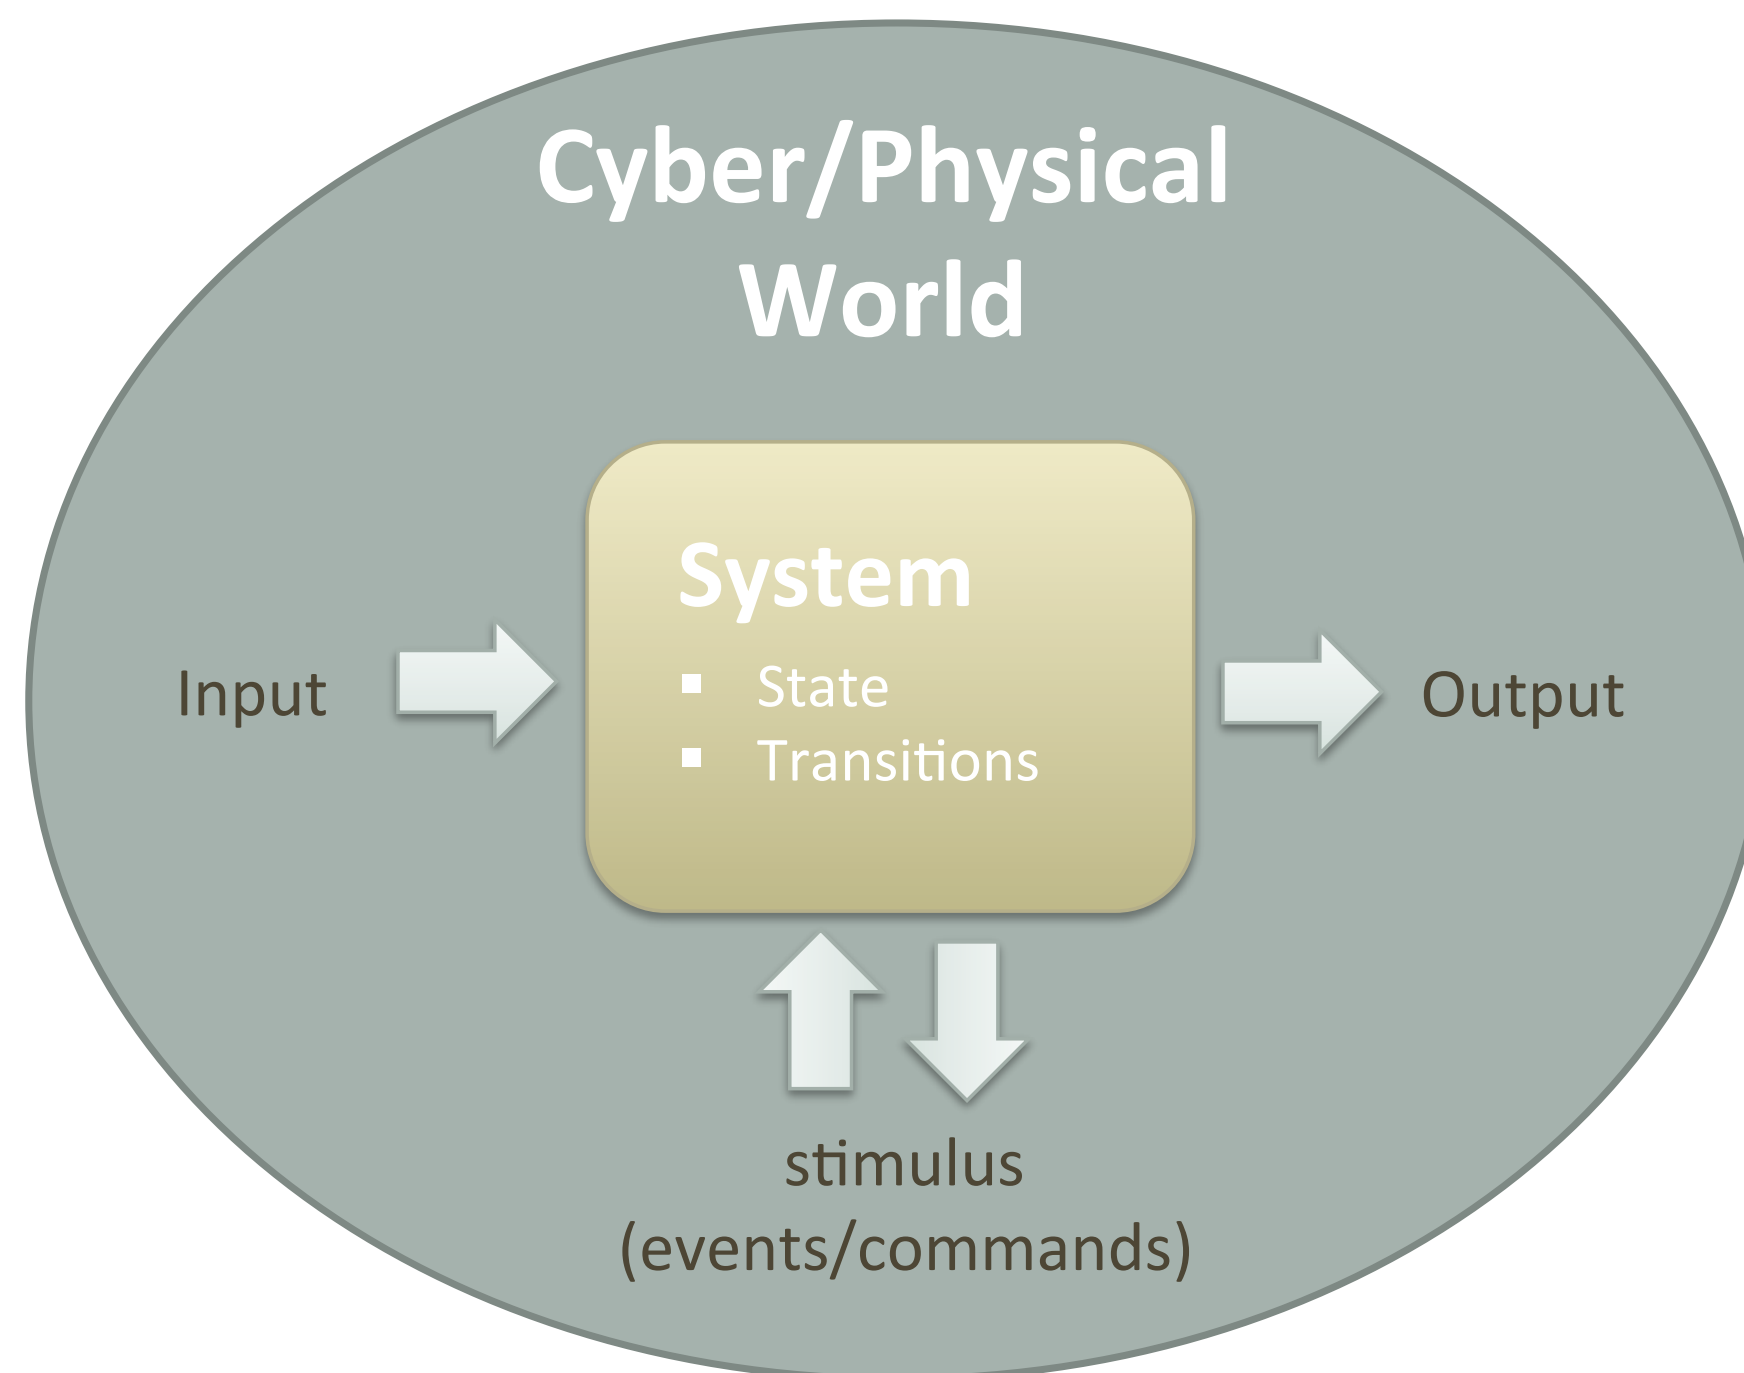 Cyber/Physical
World
System
▪ State
▪ Transitions
Input
Output
stimulus
(events/commands)